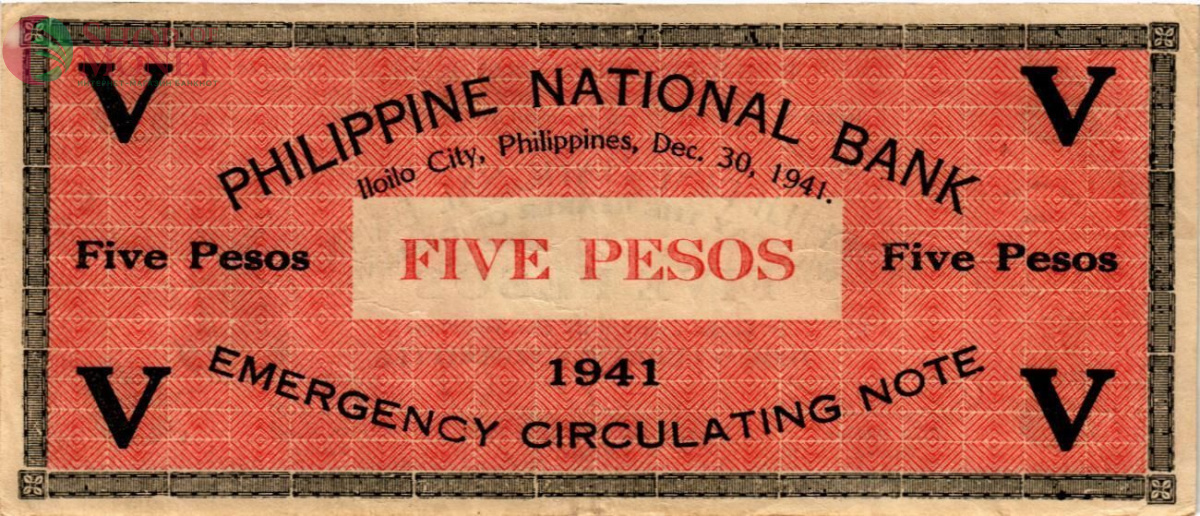 V V
PHILIPPINE NATIONAL BANK
Iloilo City, Philippines, Dec. 30, 1941.
Five Pesos FIVE PESOS Five Pesos
1941
EMERGENCY CIRCULATING NOTE
V V